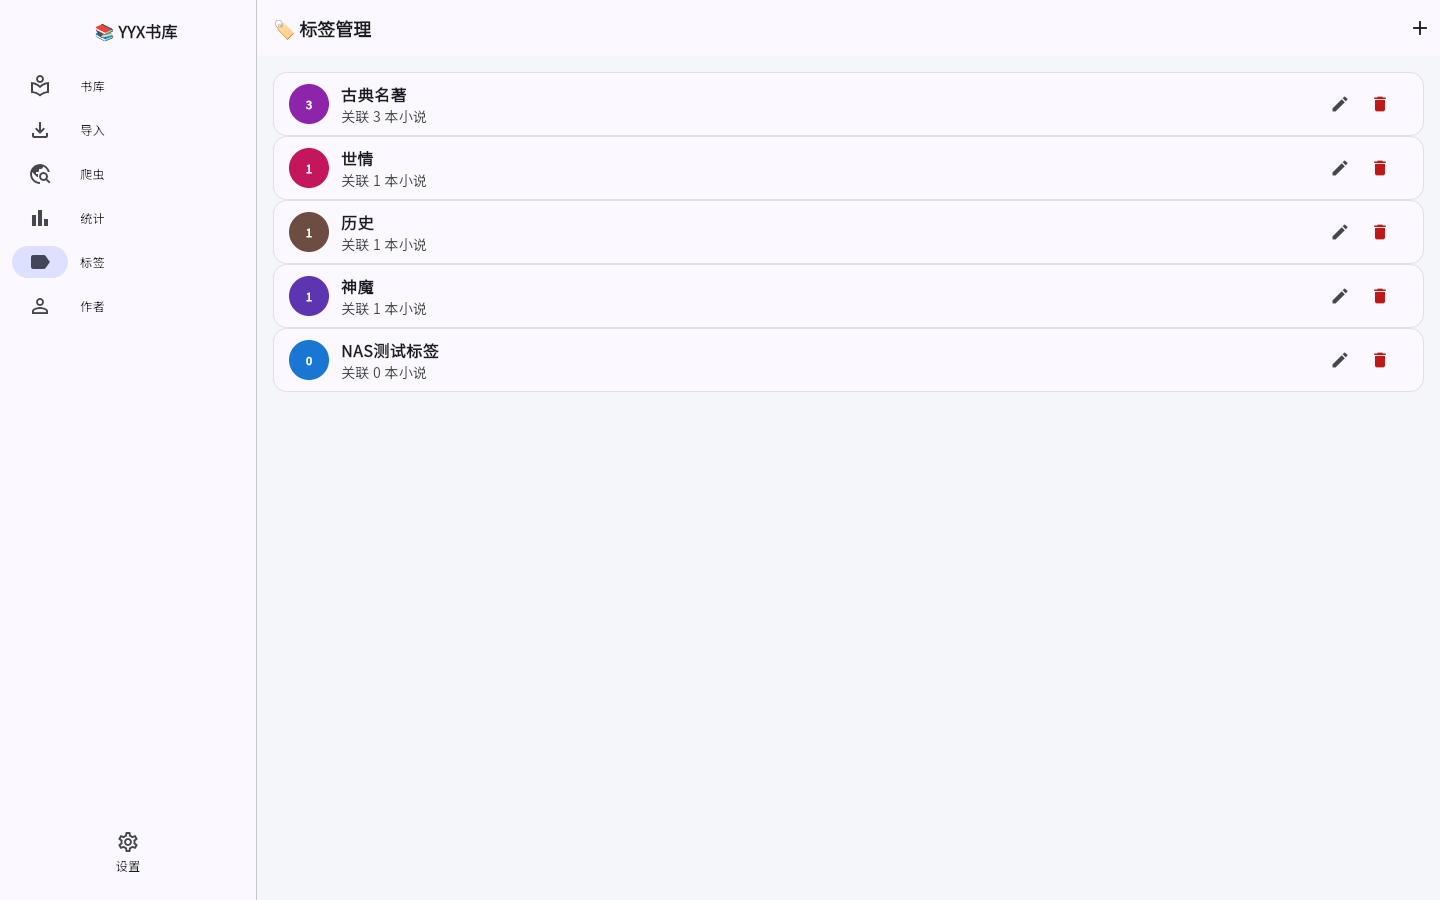 📚 YYX书库
书库
导入
爬虫
统计
标签
作者
设置
🏷️ 标签管理
3
古典名著
关联 3 本小说
1
世情
关联 1 本小说
1
历史
关联 1 本小说
1
神魔
关联 1 本小说
0
NAS测试标签
关联 0 本小说